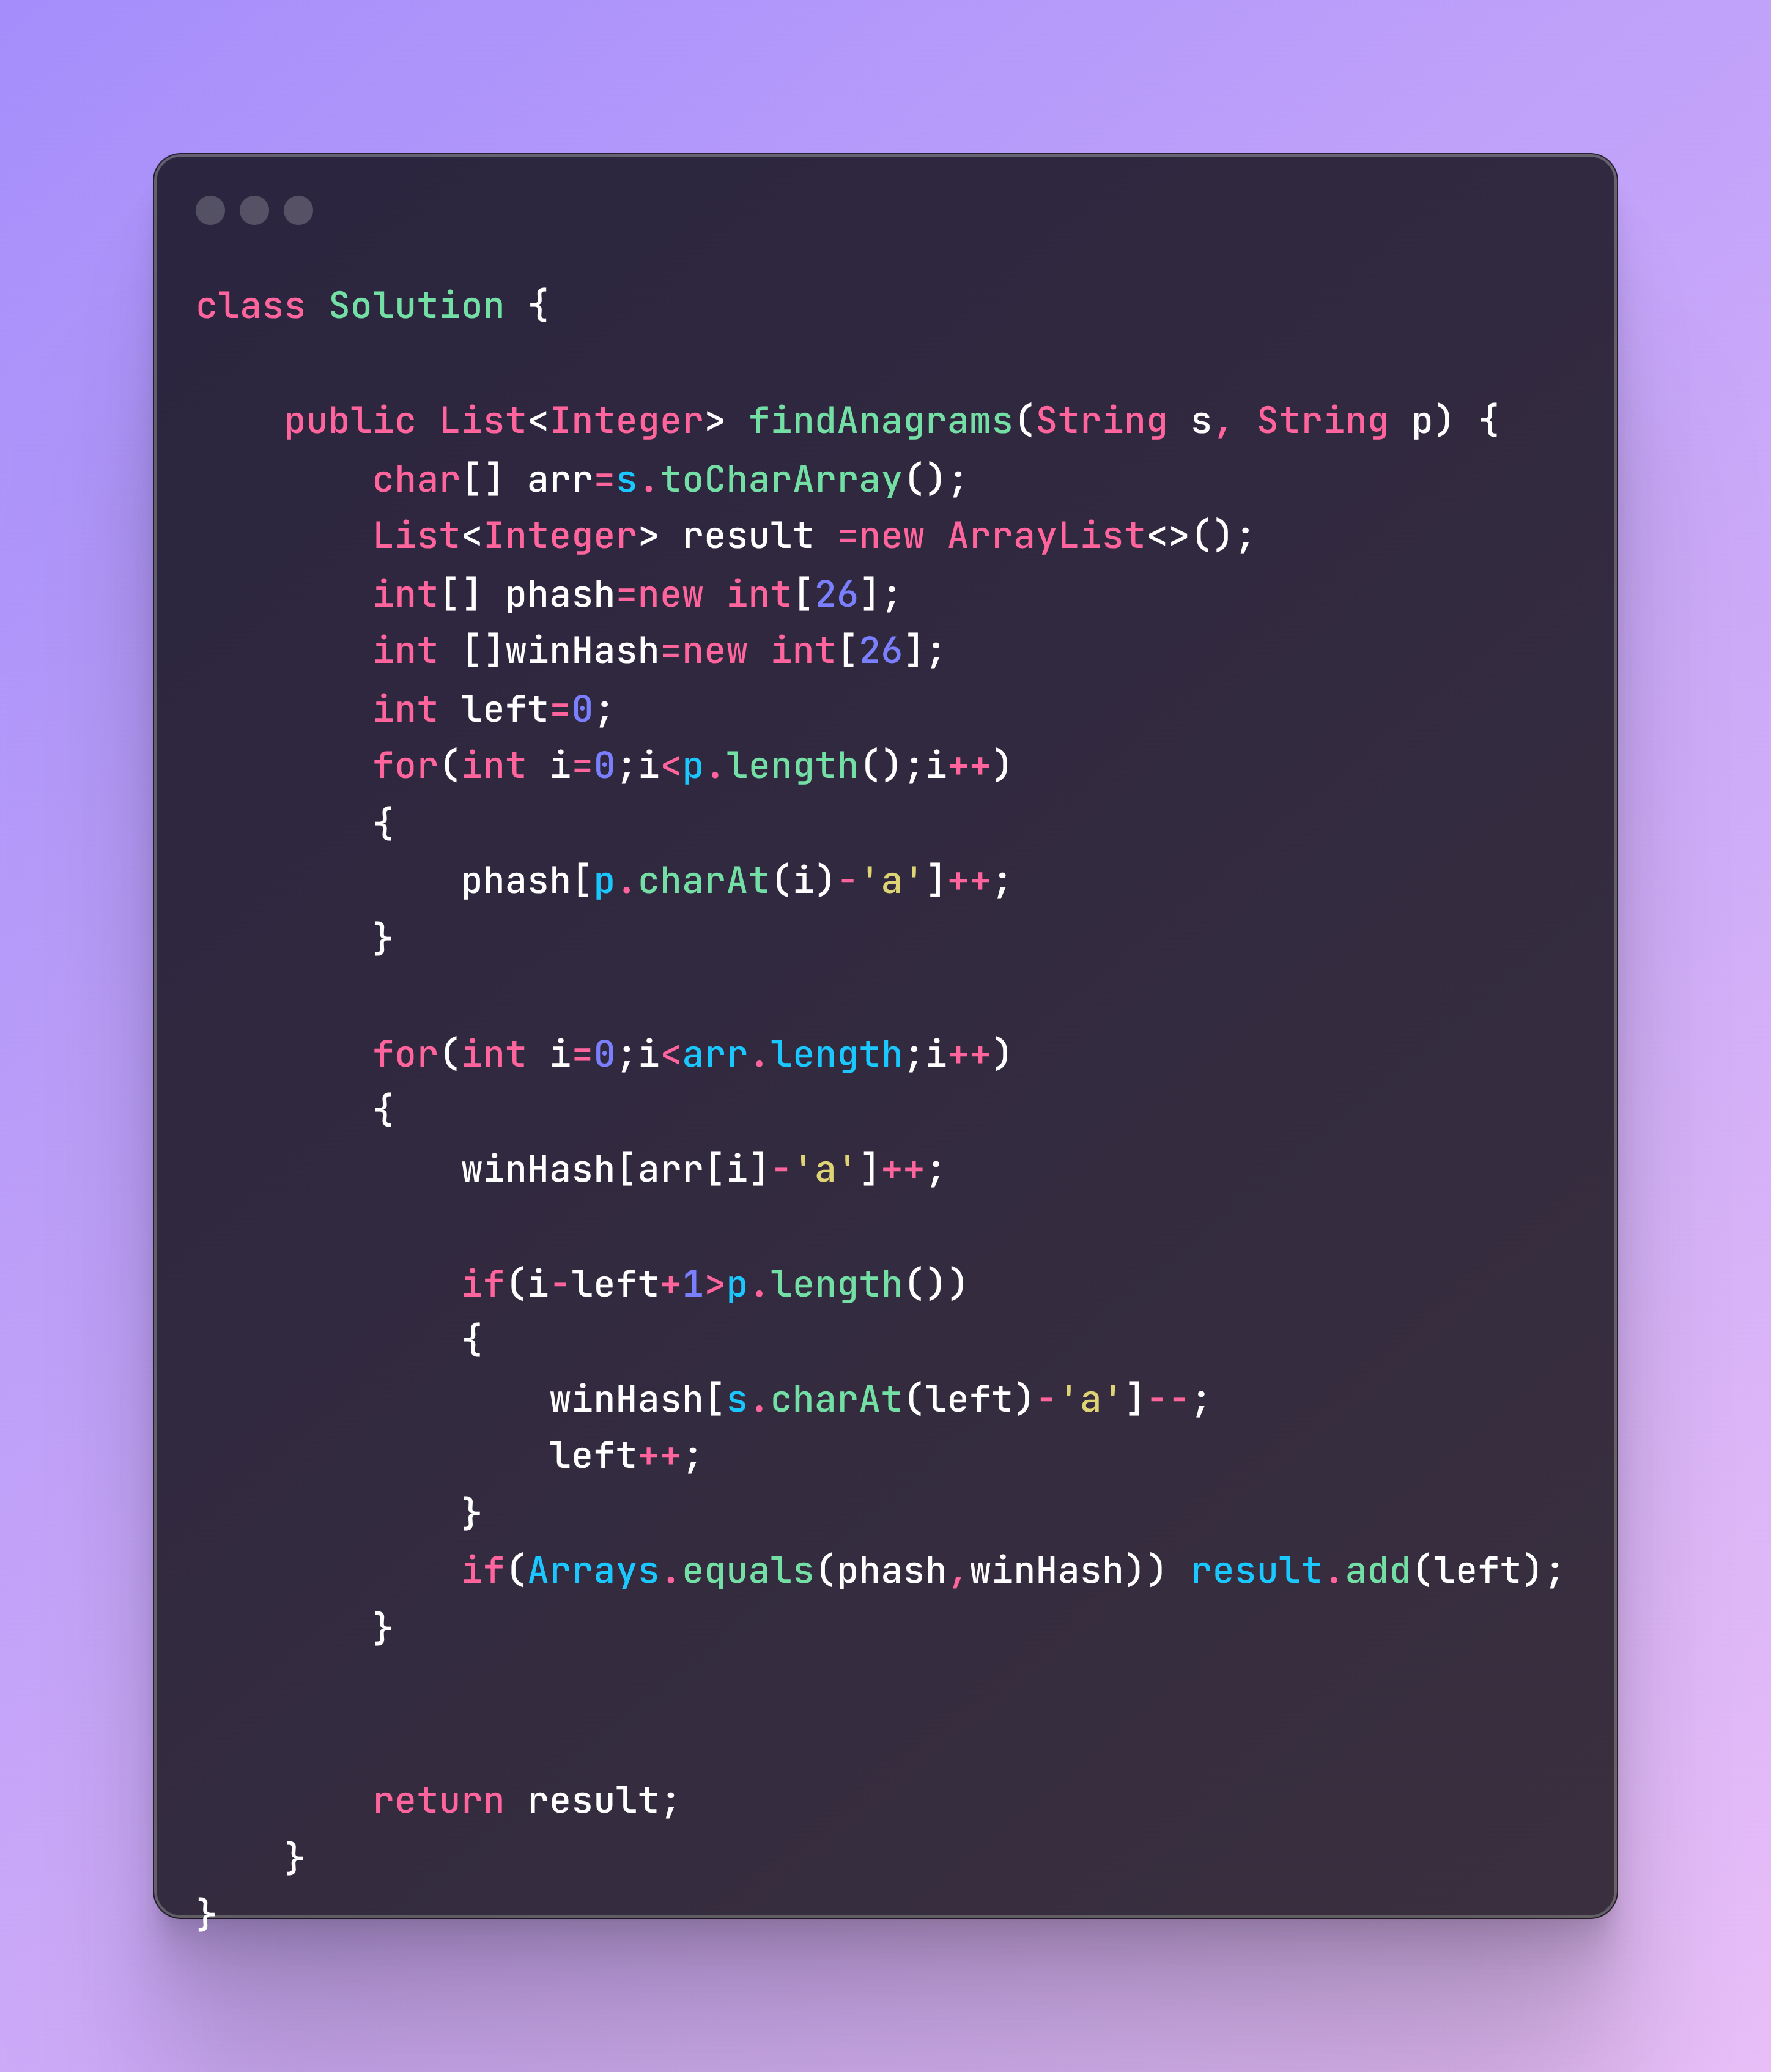 class Solution {
    public List<Integer> findAnagrams(String s, String p) {
        char[] arr=s.toCharArray();
        List<Integer> result =new ArrayList<>();
        int[] phash=new int[26];
        int []winHash=new int[26];
        int left=0;
        for(int i=0;i<p.length();i++)
        {
            phash[p.charAt(i)-'a']++;
        }
        for(int i=0;i<arr.length;i++)
        {
            winHash[arr[i]-'a']++;
            if(i-left+1>p.length())
            {
                winHash[s.charAt(left)-'a']--;
                left++;
            }
            if(Arrays.equals(phash,winHash)) result.add(left);
        }
        return result;
    }
}